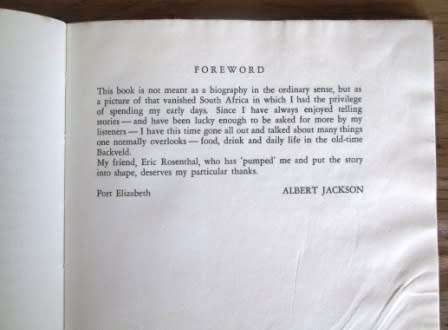 FOREWORD
This book is not meant as a biography in the ordinary sense, but as
a picture of that vanished South Africa in which I had the privilege
of spending my early days. Since I have always enjoyed telling
stories — and have been lucky enough to be asked for more by my
listeners — I have this time gone all out and talked about many things
one normally overlooks — food, drink and daily life in the old-time
Backveld.
My friend, Eric Rosenthal, who has 'pumped' me and put the story
into shape, deserves my particular thanks.
Port Elizabeth ALBERT JACKSON